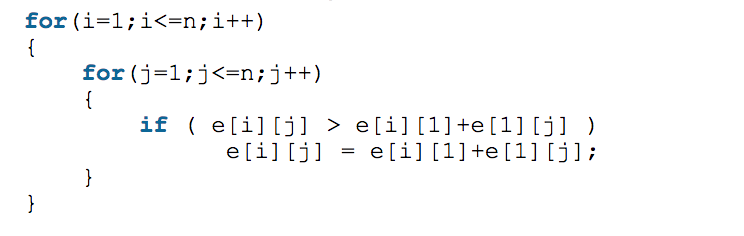 for(i=1;i<=n;i++)
{
    for(j=1;j<=n;j++)
    {
        if ( e[i][j] > e[i][1]+e[1][j] )
              e[i][j] = e[i][1]+e[1][j];
    }
}